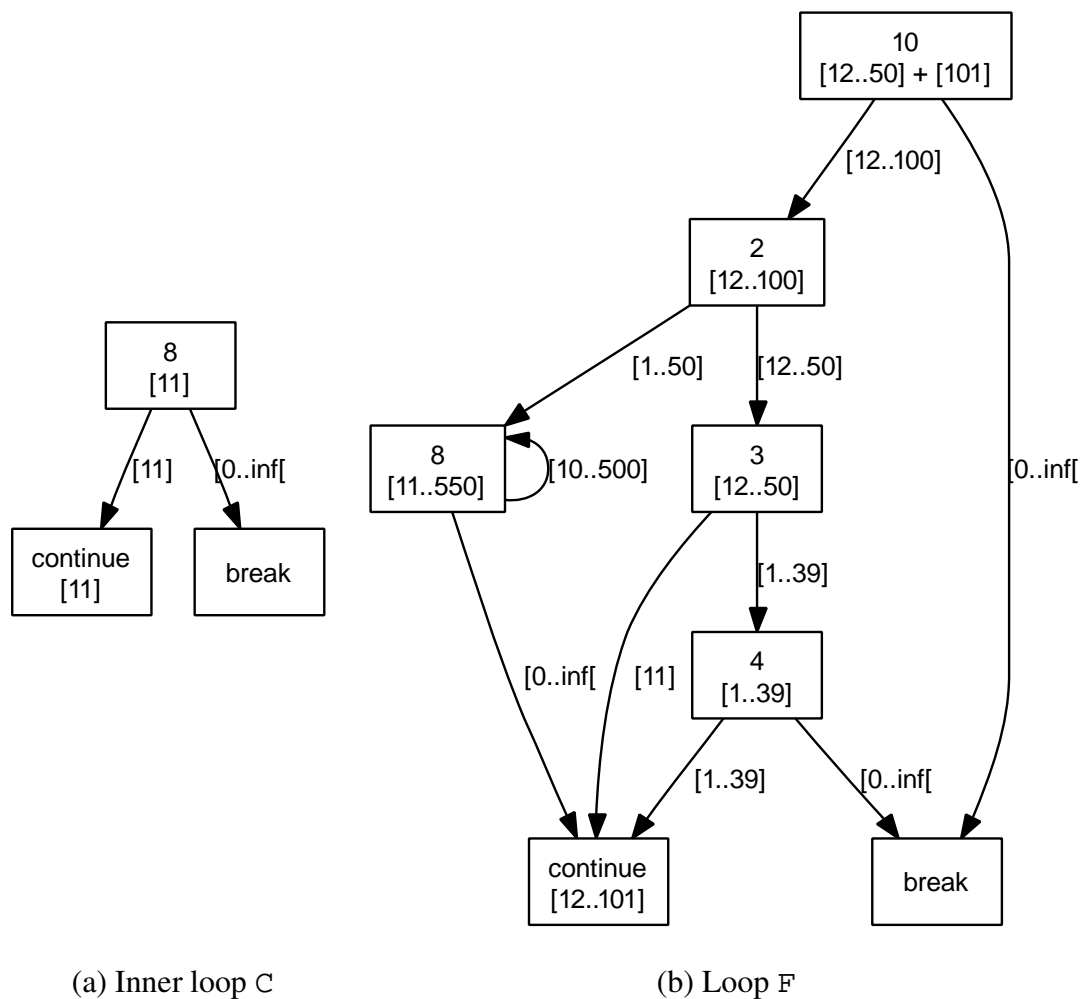 10
[12..50] + [101]
[12..100]
2
[12..100]
[1..50]
[12..50]
8
[11]
8
[11..550]
[10..500]
3
[12..50]
[0..inf[
[11]
[0..inf[
continue
[11]
break
[1..39]
4
[1..39]
[0..inf[
[11]
[1..39]
[0..inf[
continue
[12..101]
break
(a) Inner loop C
(b) Loop F